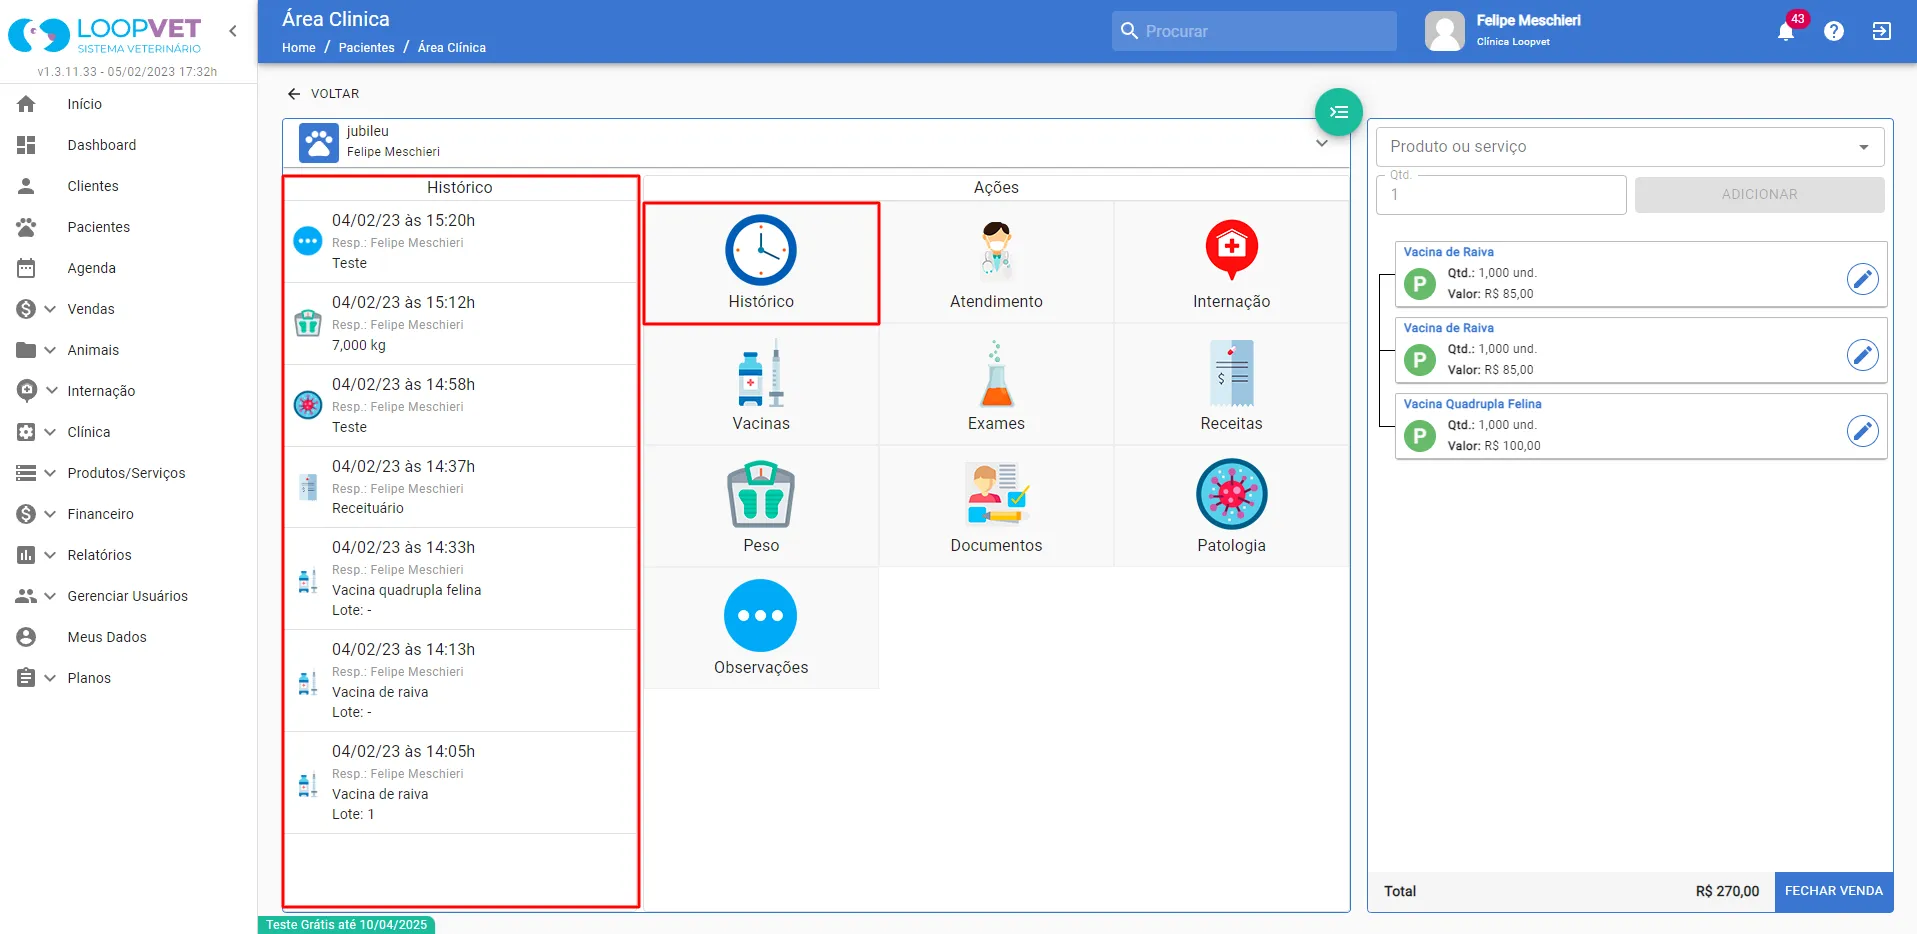 LOOPVET
SISTEMA VETERINÁRIO
v1.3.11.33 - 05/02/2023 17:32h
Início
Dashboard
Clientes
Pacientes
Agenda
Vendas
Animais
Internação
Clínica
Produtos/Serviços
Financeiro
Relatórios
Gerenciar Usuários
Meus Dados
Planos
Área Clinica
Home / Pacientes / Área Clínica
Procurar
Felipe Meschieri
Clínica Loopvet
43
VOLTAR
jubileu
Felipe Meschieri
Histórico
04/02/23 às 15:20h
Resp.: Felipe Meschieri
Teste
04/02/23 às 15:12h
Resp.: Felipe Meschieri
7,000 kg
04/02/23 às 14:58h
Resp.: Felipe Meschieri
Teste
04/02/23 às 14:37h
Resp.: Felipe Meschieri
Receituário
04/02/23 às 14:33h
Resp.: Felipe Meschieri
Vacina quadrupla felina
Lote: -
04/02/23 às 14:13h
Resp.: Felipe Meschieri
Vacina de raiva
Lote: -
04/02/23 às 14:05h
Resp.: Felipe Meschieri
Vacina de raiva
Lote: 1
Ações
Histórico
Atendimento
Internação
Vacinas
Exames
Receitas
Peso
Documentos
Patologia
Observações
Produto ou serviço
Qtd.
1
ADICIONAR
Vacina de Raiva
P
Qtd.: 1,000 und.
Valor: R$ 85,00
Vacina de Raiva
P
Qtd.: 1,000 und.
Valor: R$ 85,00
Vacina Quadrupla Felina
P
Qtd.: 1,000 und.
Valor: R$ 100,00
Total
R$ 270,00
FECHAR VENDA
Teste Grátis até 10/04/2025